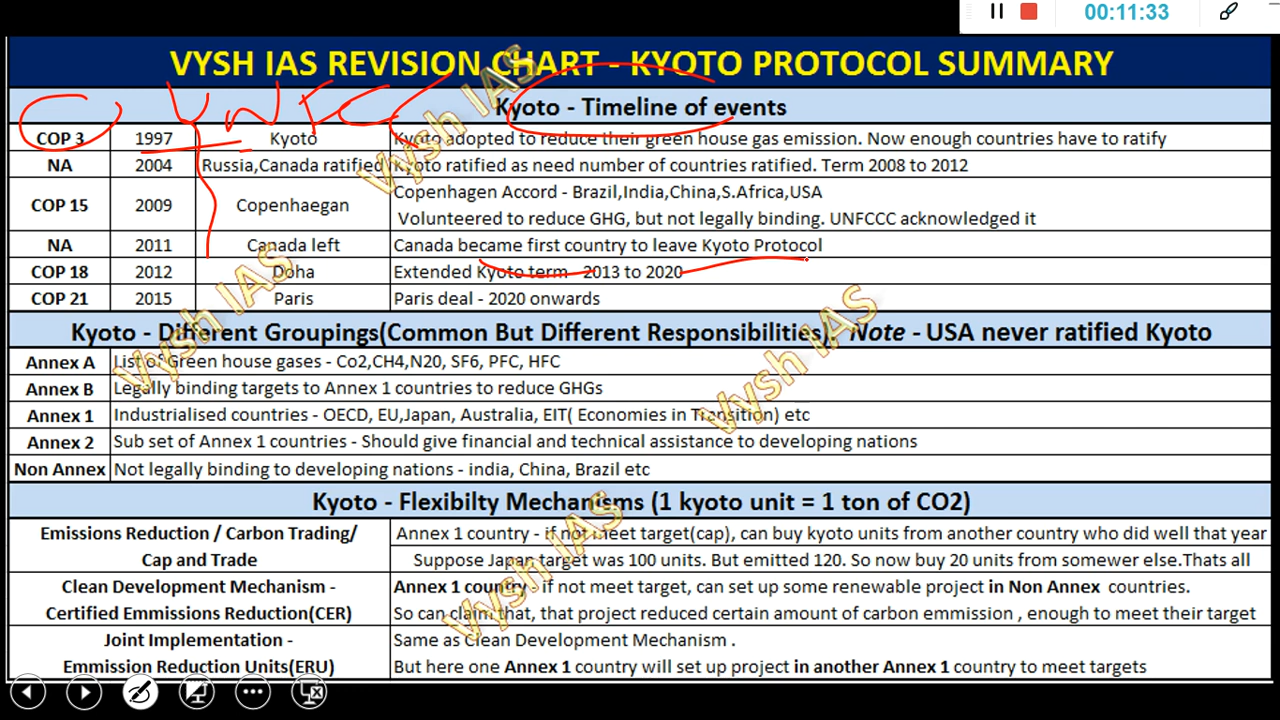 00:11:33
VYSH IAS REVISION CHART - KYOTO PROTOCOL SUMMARY
Kyoto - Timeline of events
COP 3 1997 Kyoto Kyoto adopted to reduce their green house gas emission. Now enough countries have to ratify
NA 2004 Russia,Canada ratified Kyoto ratified as need number of countries ratified. Term 2008 to 2012
COP 15 2009 Copenhaegan Copenhagen Accord - Brazil,India,China,S.Africa,USA
Volunteered to reduce GHG, but not legally binding. UNFCCC acknowledged it
NA 2011 Canada left Canada became first country to leave Kyoto Protocol
COP 18 2012 Doha Extended Kyoto term - 2013 to 2020
COP 21 2015 Paris Paris deal - 2020 onwards
Kyoto - Different Groupings(Common But Different Responsibilities). Note - USA never ratified Kyoto
Annex A List of Green house gases - Co2,CH4,N20, SF6, PFC, HFC
Annex B Legally binding targets to Annex 1 countries to reduce GHGs
Annex 1 Industrialised countries - OECD, EU,Japan, Australia, EIT( Economies in Transition) etc
Annex 2 Sub set of Annex 1 countries - Should give financial and technical assistance to developing nations
Non Annex Not legally binding to developing nations - india, China, Brazil etc
Kyoto - Flexibilty Mechanisms (1 kyoto unit = 1 ton of CO2)
Emissions Reduction / Carbon Trading/ Annex 1 country - if not meet target(cap), can buy kyoto units from another country who did well that year
Cap and Trade Suppose Japan target was 100 units. But emitted 120. So now buy 20 units from somewer else.Thats all
Clean Development Mechanism - Annex 1 country - if not meet target, can set up some renewable project in Non Annex countries.
Certified Emmissions Reduction(CER) So can claim that, that project reduced certain amount of carbon emmission , enough to meet their target
Joint Implementation - Same as Clean Development Mechanism .
Emmission Reduction Units(ERU) But here one Annex 1 country will set up project in another Annex 1 country to meet targets
Vysh IAS
Vysh IAS
Vysh IAS
Vysh IAS